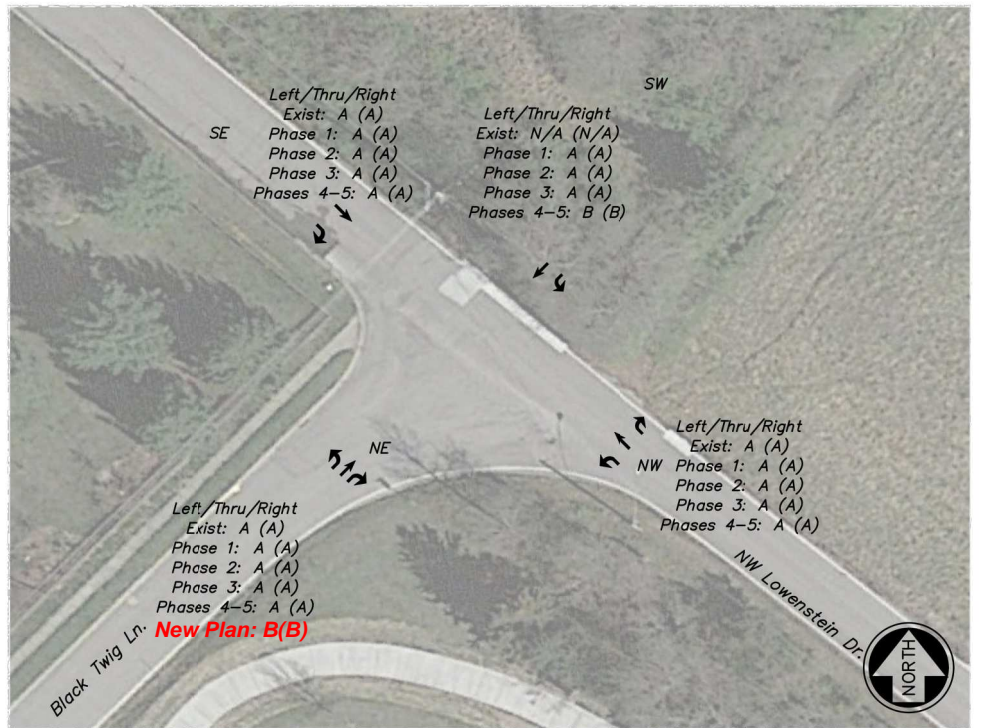 SW
Left/Thru/Right
Exist: A (A)
Phase 1: A (A)
Phase 2: A (A)
Phase 3: A (A)
Phases 4-5: A (A)
SE
Left/Thru/Right
Exist: N/A (N/A)
Phase 1: A (A)
Phase 2: A (A)
Phase 3: A (A)
Phases 4-5: B (B)
Left/Thru/Right
Exist: A (A)
Phase 1: A (A)
Phase 2: A (A)
Phase 3: A (A)
Phases 4-5: A (A)
NW
NE
Left/Thru/Right
Exist: A (A)
Phase 1: A (A)
Phase 2: A (A)
Phase 3: A (A)
Phases 4-5: A (A)
New Plan: B(B)
Black Twig Ln.
NW Lowenstein Dr.
NORTH